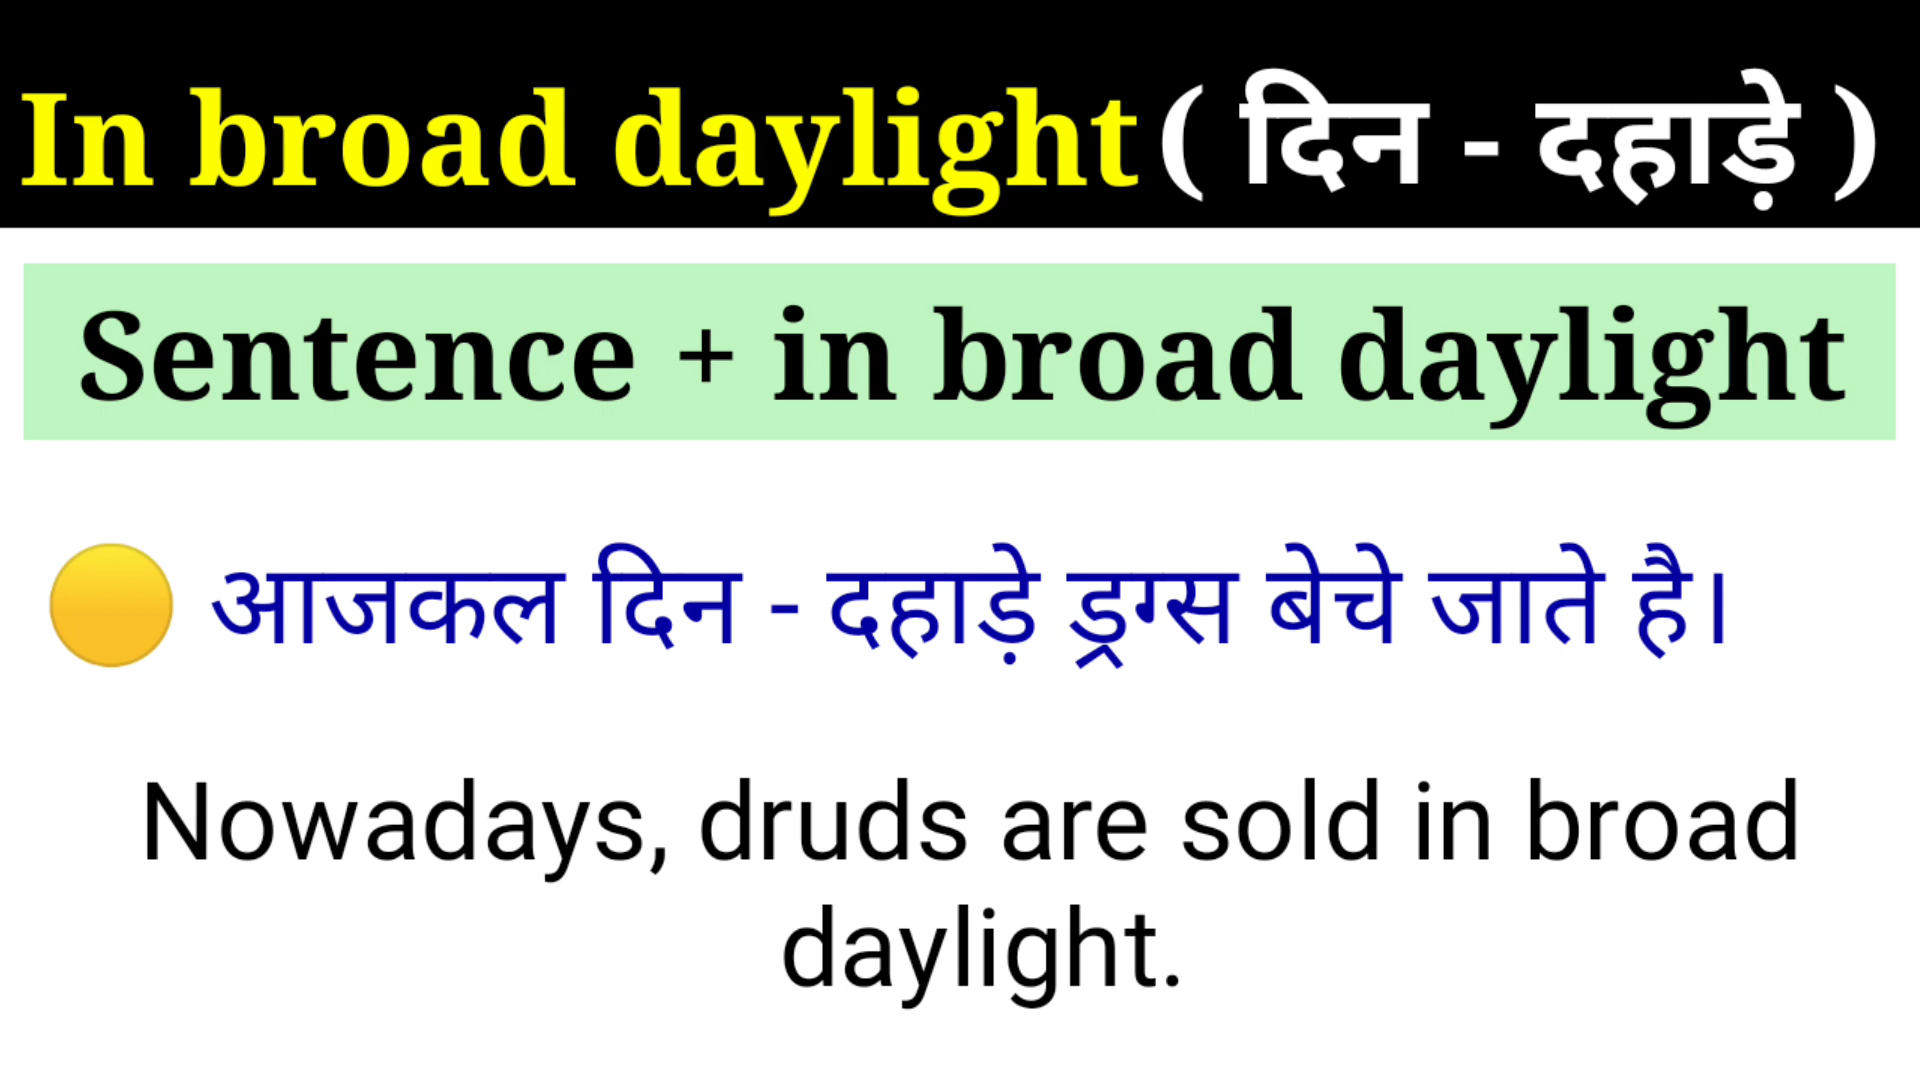 In broad daylight ( दिन - दहाड़े )
Sentence + in broad daylight
आजकल दिन - दहाड़े ड्रग्स बेचे जाते है।
Nowadays, druds are sold in broad
daylight.